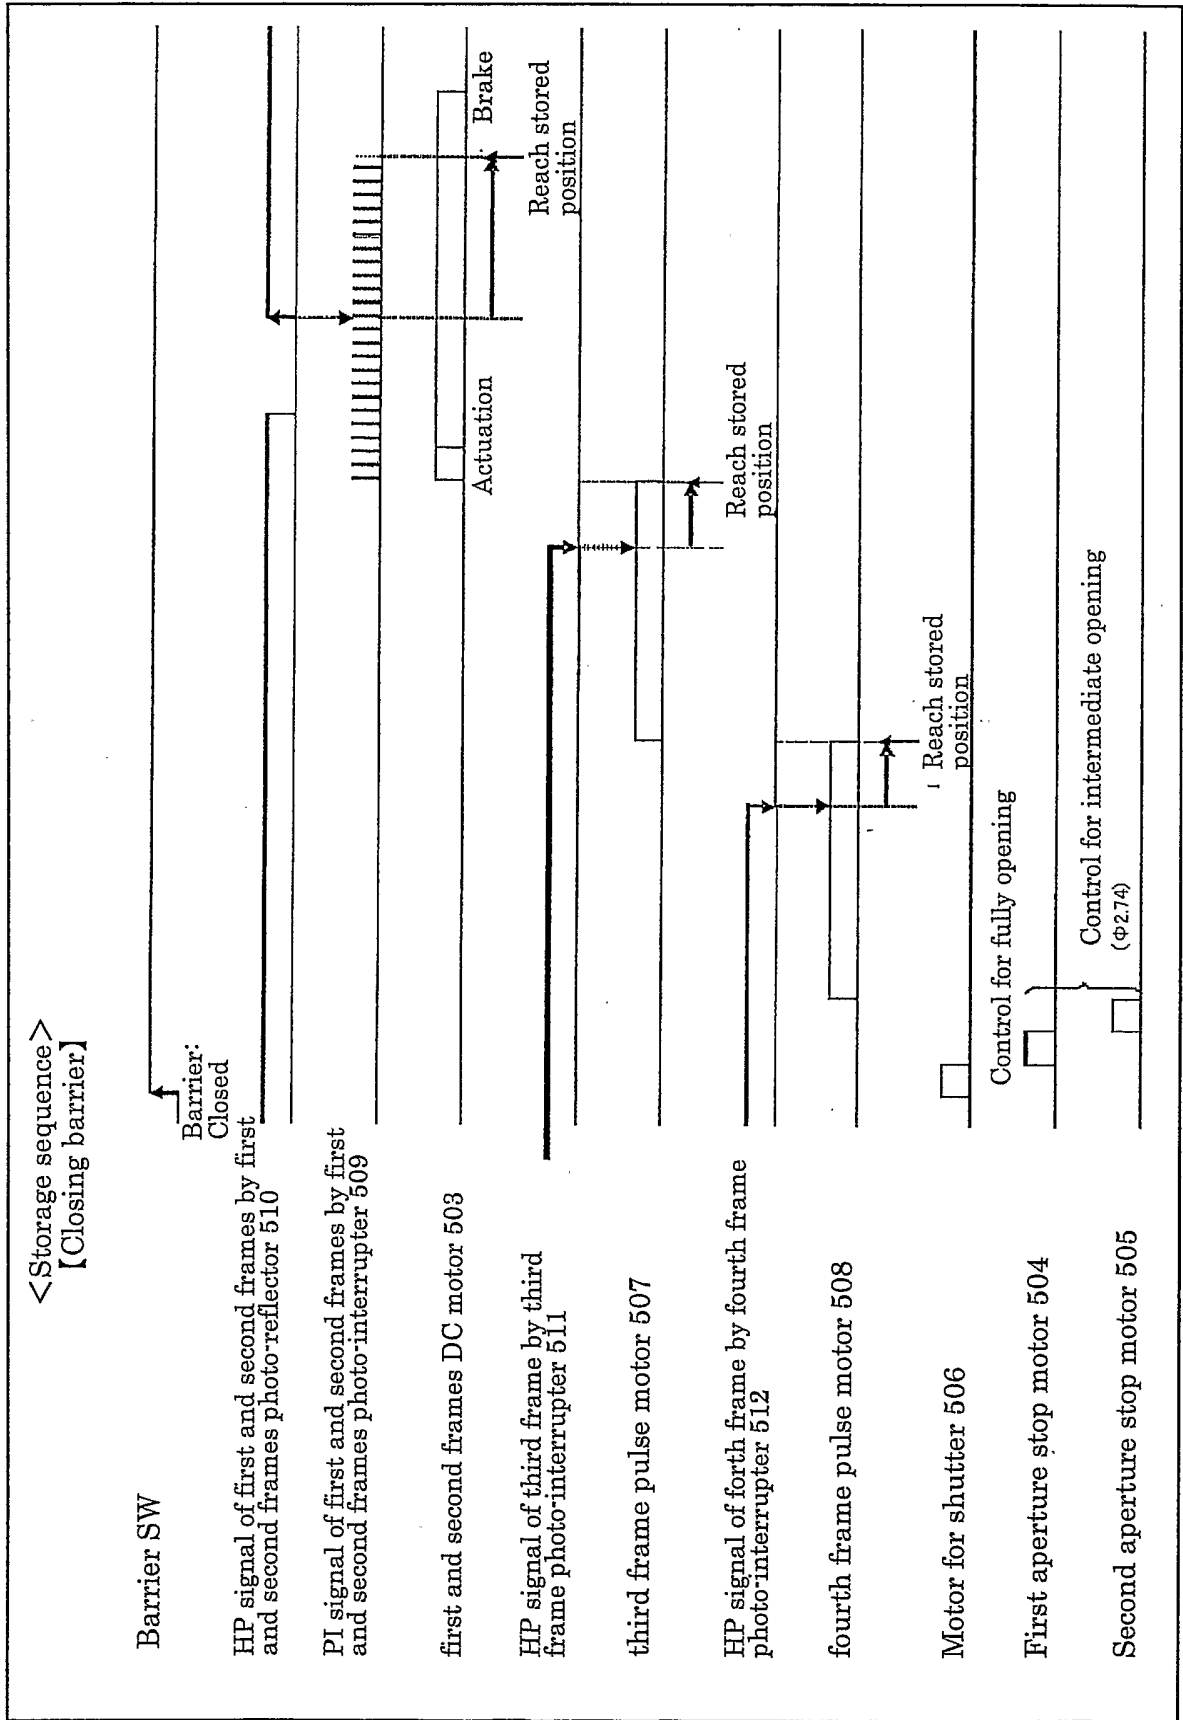 <Storage sequence>
【Closing barrier】
Barrier SW
Barrier:
Closed
HP signal of first and second frames by first
and second frames photo-reflector 510
PI signal of first and second frames by first
and second frames photo-interrupter 509
first and second frames DC motor 503
Actuation
Brake
Reach stored
position
HP signal of third frame by third
frame photo-interrupter 511
third frame pulse motor 507
Reach stored
position
HP signal of forth frame by fourth frame
photo-interrupter 512
fourth frame pulse motor 508
Reach stored
position
Motor for shutter 506
Control for fully opening
First aperture stop motor 504
Control for intermediate opening
(Φ2.74)
Second aperture stop motor 505